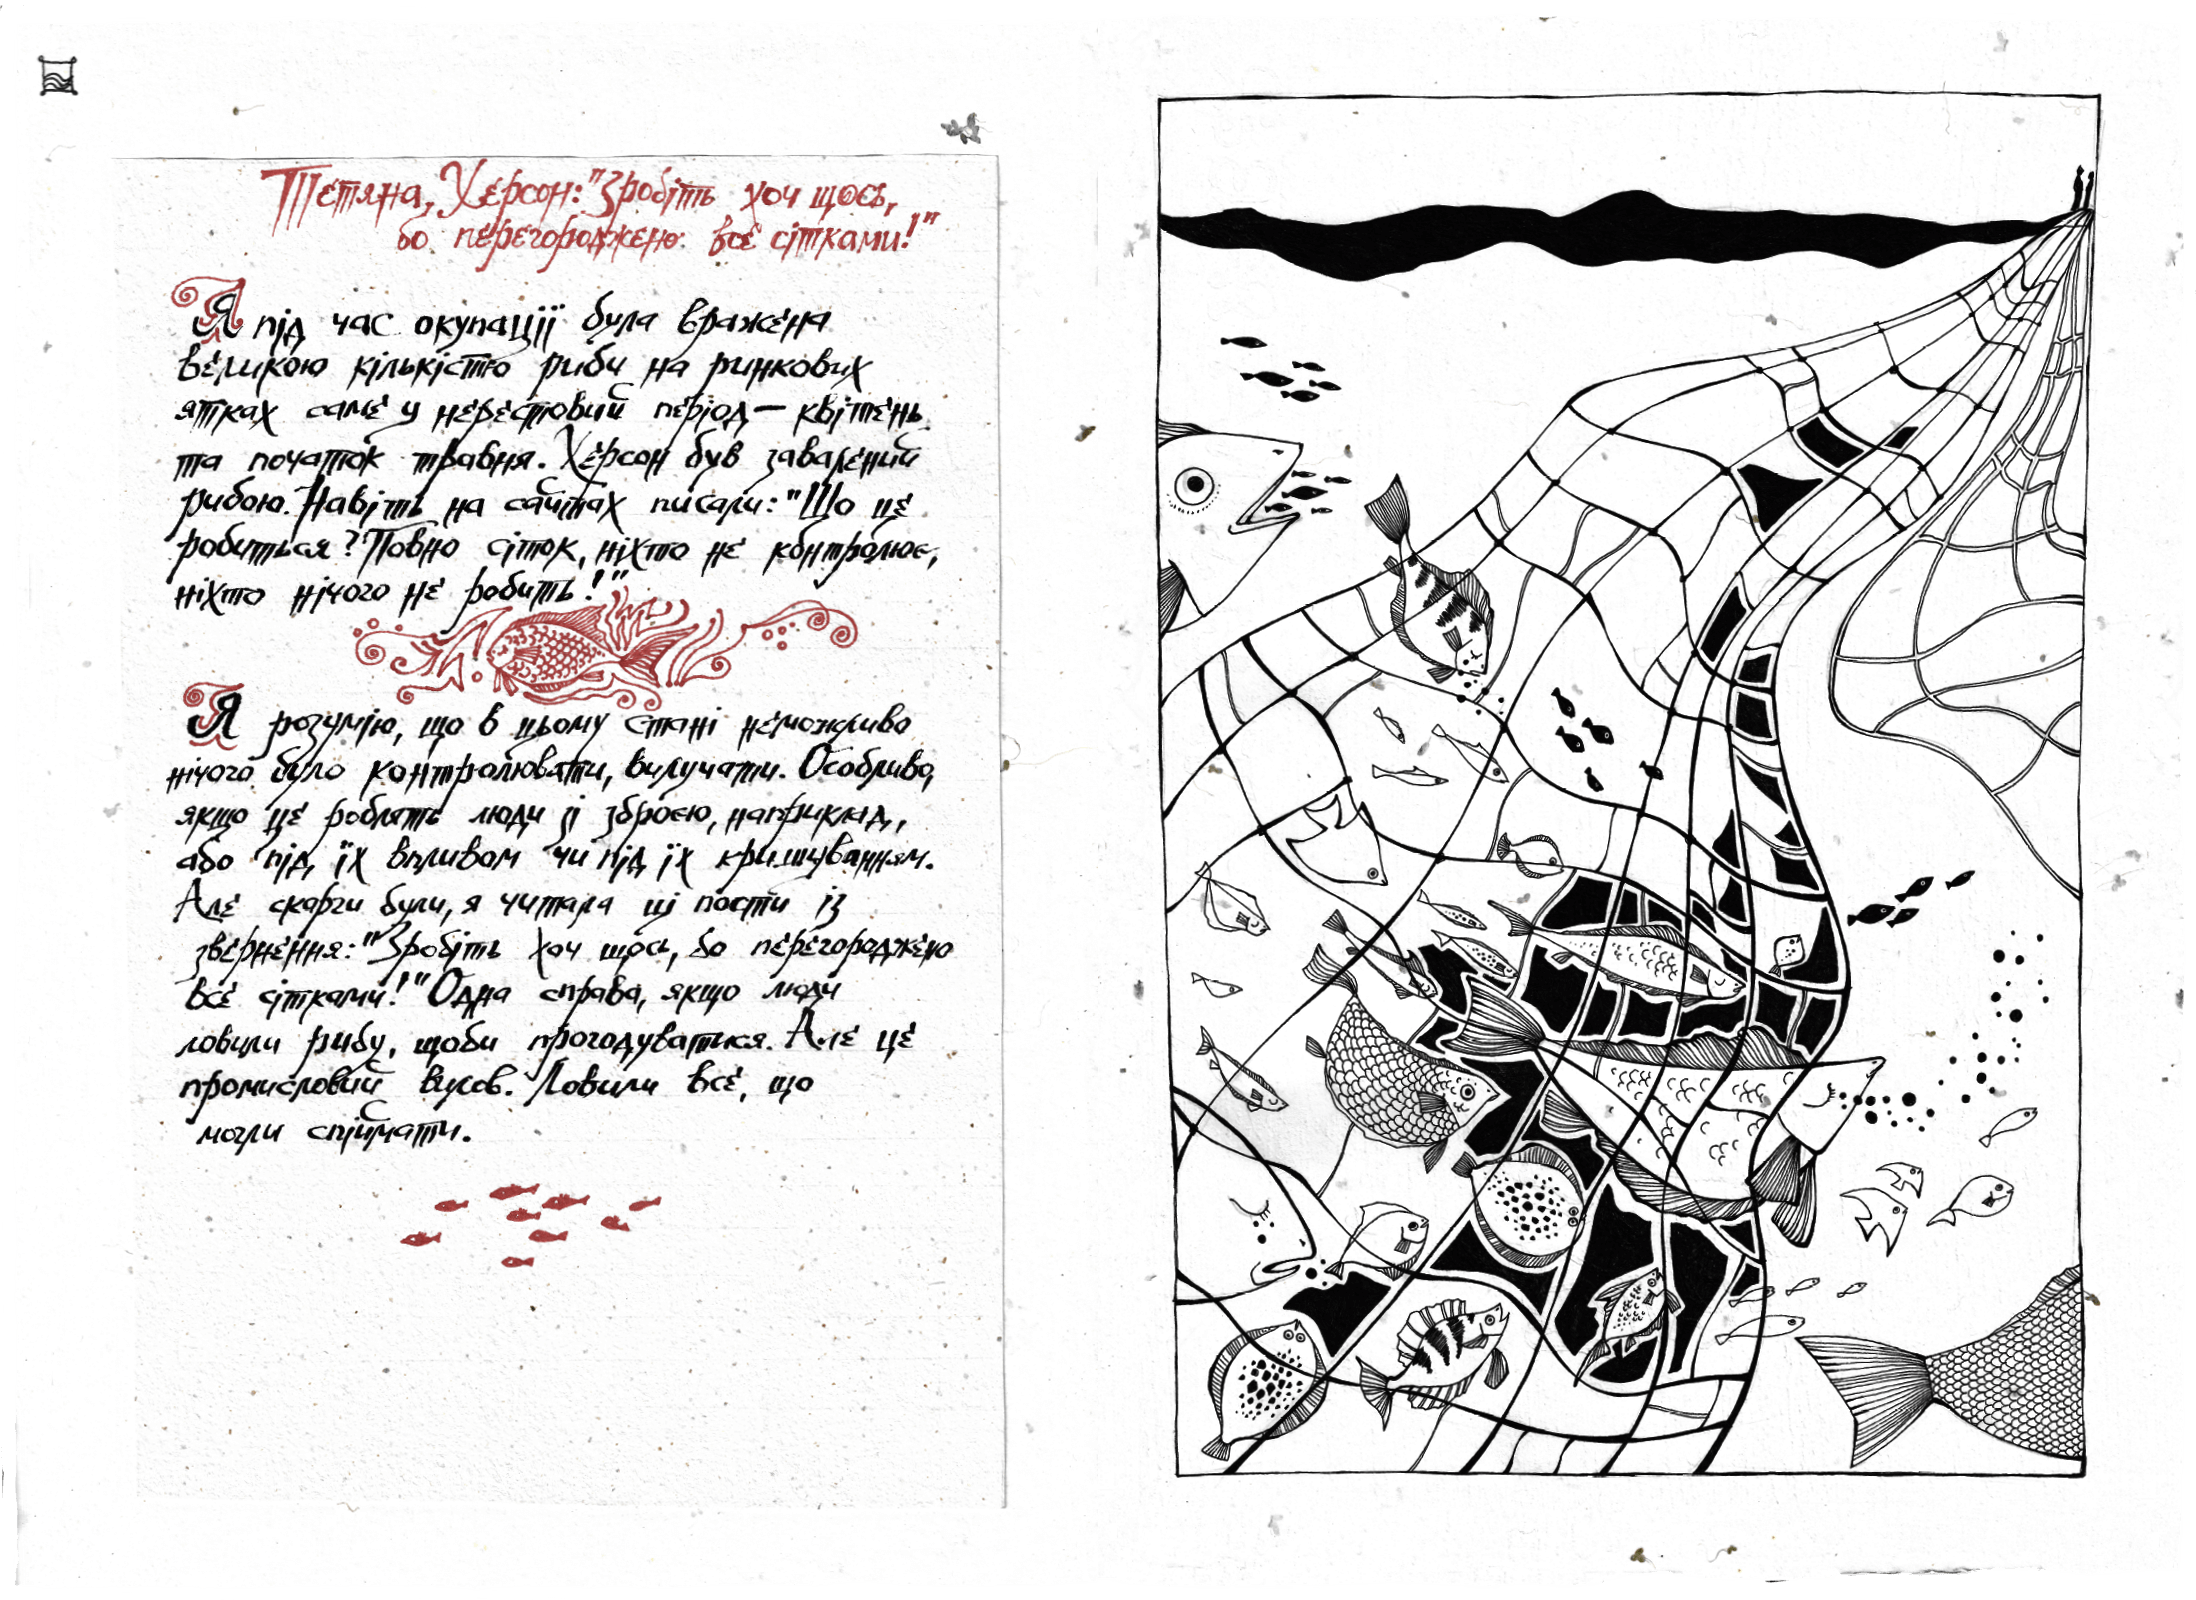 Тетяна, Херсон: "Зробіть хоч щось,
бо перегороджено все сітками!"
Я під час окупації була вражена
великою кількістю риби на ринкових
ятках саме у нерестовий період — квітень
та початок травня. Херсон був завалений
рибою. Навіть на сайтах писали: "Що це
робиться? Повно сіток, ніхто не контролює,
ніхто нічого не робить!"
Я розумію, що в цьому стані неможливо
нічого було контролювати, вилучати. Особливо,
якщо це роблять люди зі зброєю, наприклад,
або під їх впливом чи під їх кришуванням.
Але скарги були, я читала ці пости із
звернення: "Зробіть хоч щось, бо перегороджено
все сітками!" Одна справа, якщо люди
ловили рибу, щоби прогодуватися. Але це
промисловий вилов. Ловили все, що
могли спіймати.